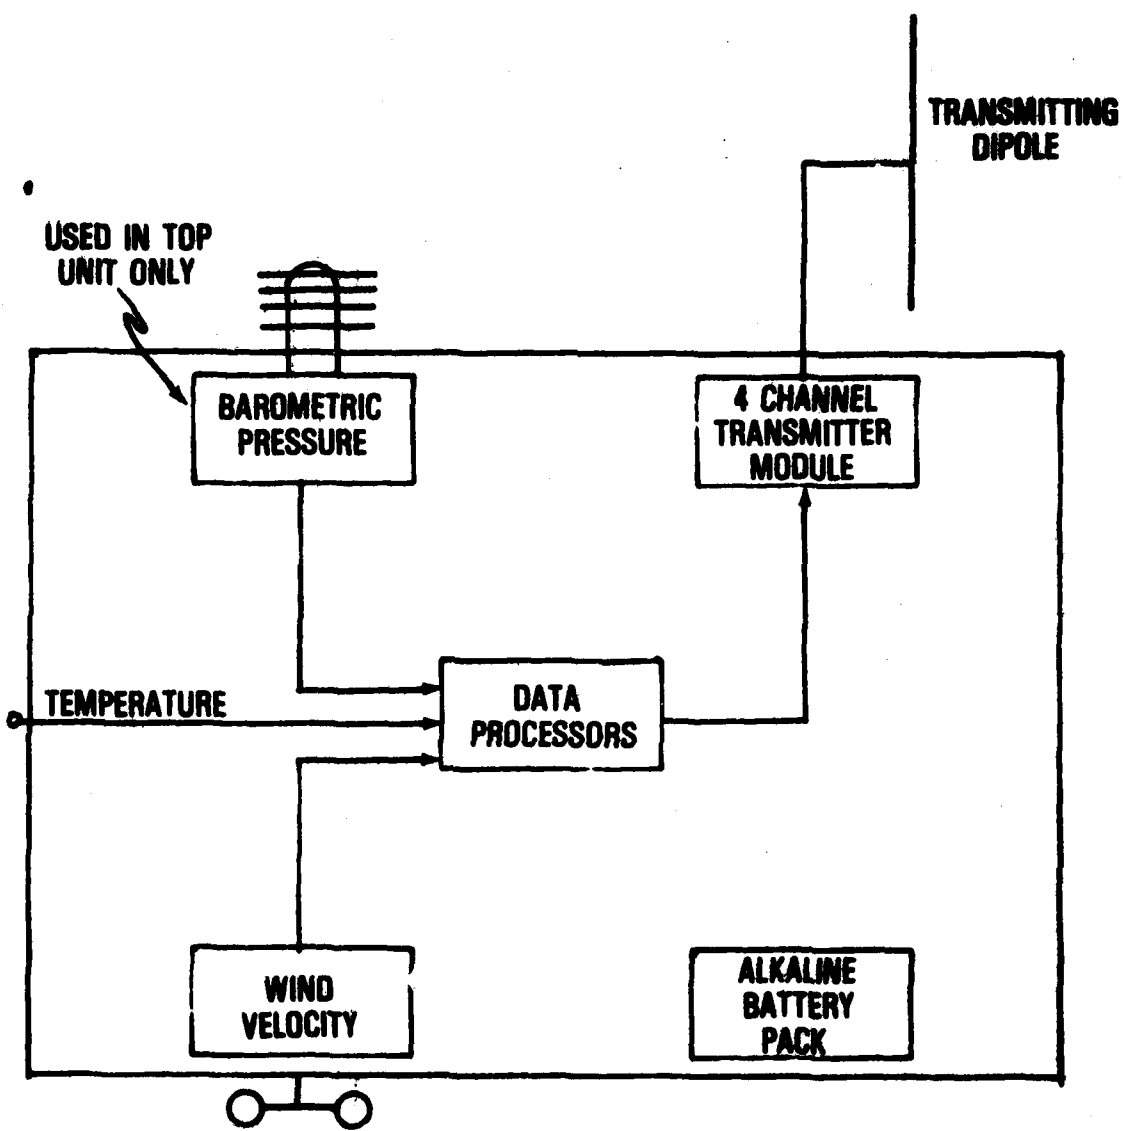 TRANSMITTING
DIPOLE
USED IN TOP
UNIT ONLY
BAROMETRIC
PRESSURE
4 CHANNEL
TRANSMITTER
MODULE
TEMPERATURE
DATA
PROCESSORS
WIND
VELOCITY
ALKALINE
BATTERY
PACK